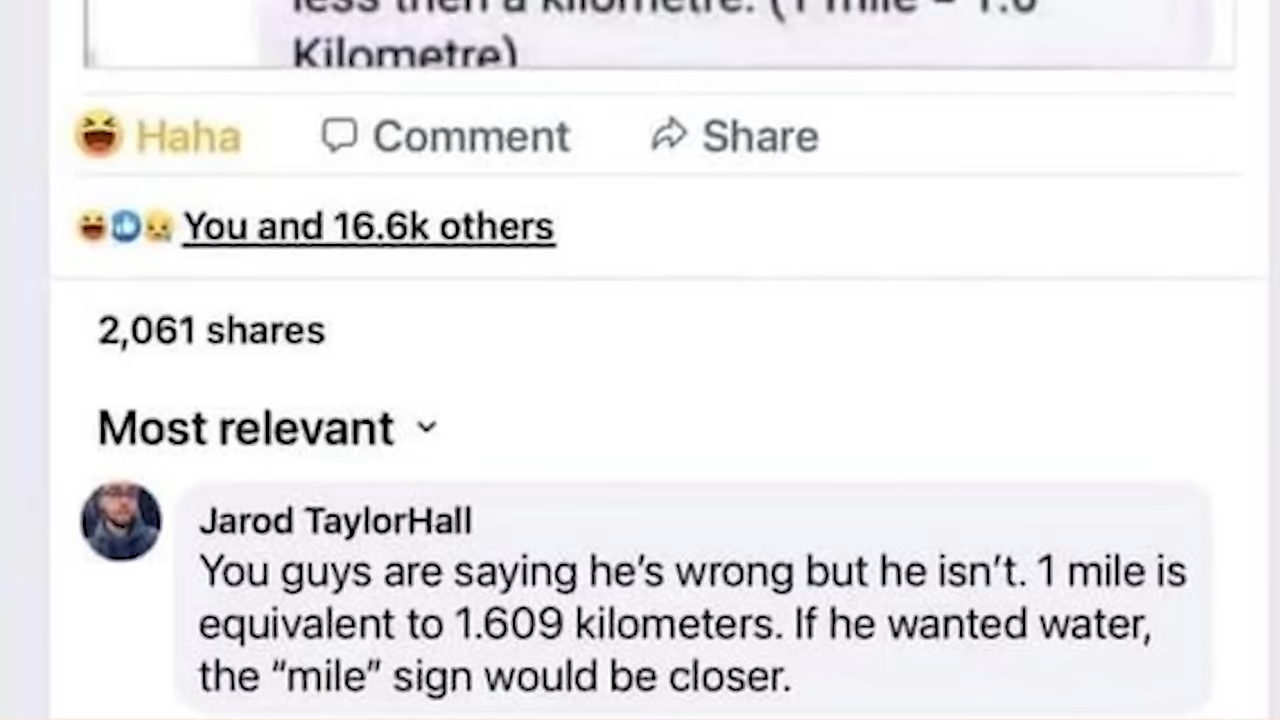 less then a kilometre. (1 mile = 1.6
Kilometre)
Haha Comment Share
You and 16.6k others
2,061 shares
Most relevant
Jarod TaylorHall
You guys are saying he's wrong but he isn't. 1 mile is
equivalent to 1.609 kilometers. If he wanted water,
the “mile” sign would be closer.